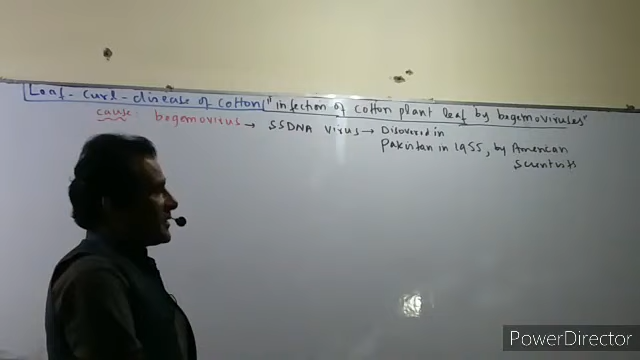 Leaf-curl-disease of cotton "infection of cotton plant leaf by begemoviruses"
cause: begemovirus → SSDNA virus → Disovered in
Pakistan in 1955, by American
Scientists
PowerDirector